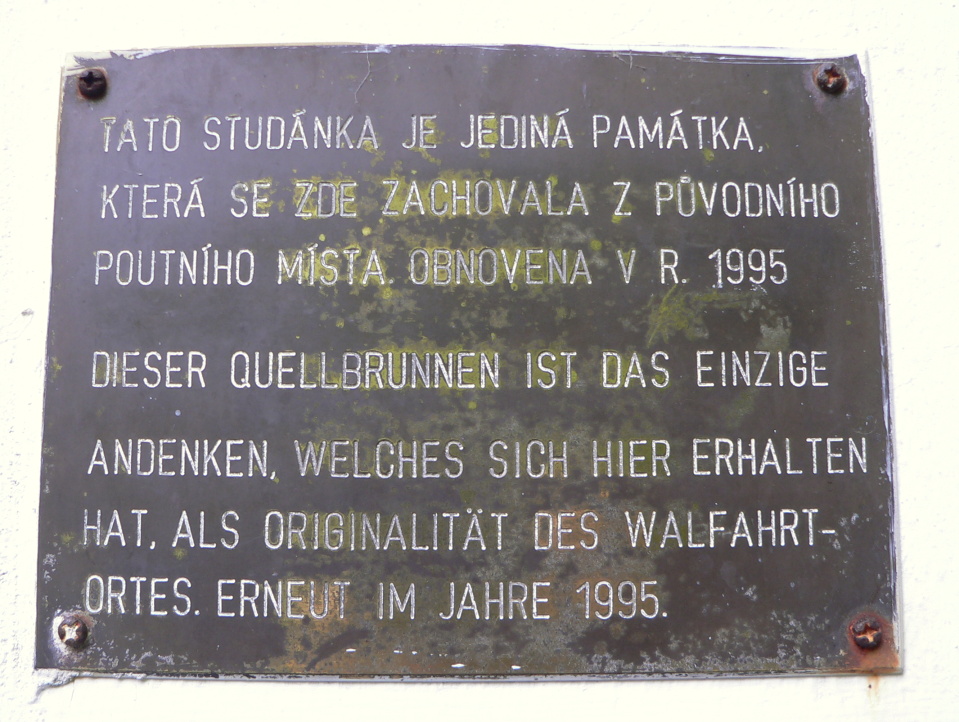 TATO STUDÁNKA JE JEDINÁ PAMÁTKA,
KTERÁ SE ZDE ZACHOVALA Z PŮVODNÍHO
POUTNÍHO MÍSTA. OBNOVENA V R. 1995
DIESER QUELLBRUNNEN IST DAS EINZIGE
ANDENKEN, WELCHES SICH HIER ERHALTEN
HAT, ALS ORIGINALITÄT DES WALFAHRT-
ORTES. ERNEUT IM JAHRE 1995.